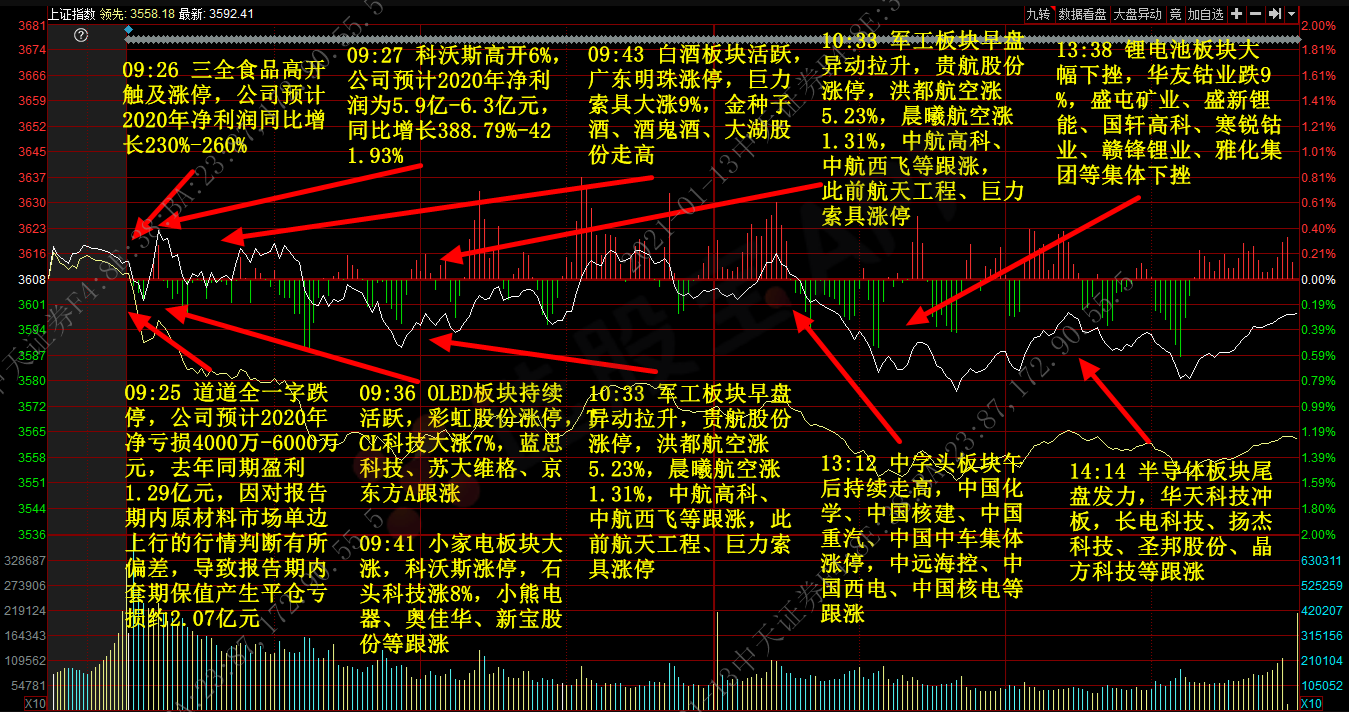 上证指数 领先: 3558.18 最新: 3592.41
九转 数据看盘 大盘异动 竞 加自选
3681
3674
3666
3659
3652
3645
3637
3630
3623
3616
3608
3601
3594
3587
3580
3572
3565
3558
3551
3544
3536
328687
273906
219124
164343
109562
54781
X10
09:26 三全食品高开
触及涨停，公司预计
2020年净利润同比增
长230%-260%
09:27 科沃斯高开6%，
公司预计2020年净利
润为5.9亿-6.3亿元，
同比增长388.79%-42
1.93%
09:43 白酒板块活跃，
广东明珠涨停，巨力
索具大涨9%，金种子
酒、酒鬼酒、大湖股
份走高
10:33 军工板块早盘
异动拉升，贵航股份
涨停，洪都航空涨
5.23%，晨曦航空涨
1.31%，中航高科、
中航西飞等跟涨，
此前航天工程、巨力
索具涨停
13:38 锂电池板块大
幅下挫，华友钴业跌9
%，盛屯矿业、盛新锂
能、国轩高科、寒锐钴
业、赣锋锂业、雅化集
团等集体下挫
09:25 道道全一字跌
停，公司预计2020年
净亏损4000万-6000万
元，去年同期盈利
1.29亿元，因对报告
期内原材料市场单边
上行的行情判断有所
偏差，导致报告期内
套期保值产生平仓亏
损约2.07亿元
09:36 OLED板块持续
活跃，彩虹股份涨停，
CL科技大涨7%，蓝思
科技、苏大维格、京
东方A跟涨
09:41 小家电板块大
涨，科沃斯涨停，石
头科技涨8%，小熊电
器、奥佳华、新宝股
份等跟涨
10:33 军工板块早盘
异动拉升，贵航股份
涨停，洪都航空涨
5.23%，晨曦航空涨
1.31%，中航高科、
中航西飞等跟涨，此
前航天工程、巨力索
具涨停
13:12 中字头板块午
后持续走高，中国化
学、中国核建、中国
重汽、中国中车集体
涨停，中远海控、中
国西电、中国核电等
跟涨
14:14 半导体板块尾
盘发力，华天科技冲
板，长电科技、扬杰
科技、圣邦股份、晶
方科技等跟涨
2.00%
1.81%
1.61%
1.41%
1.21%
1.01%
0.81%
0.61%
0.40%
0.21%
0.00%
0.19%
0.39%
0.59%
0.79%
0.99%
1.19%
1.39%
1.59%
1.80%
2.00%
630311
525259
420207
315156
210104
105052
X10